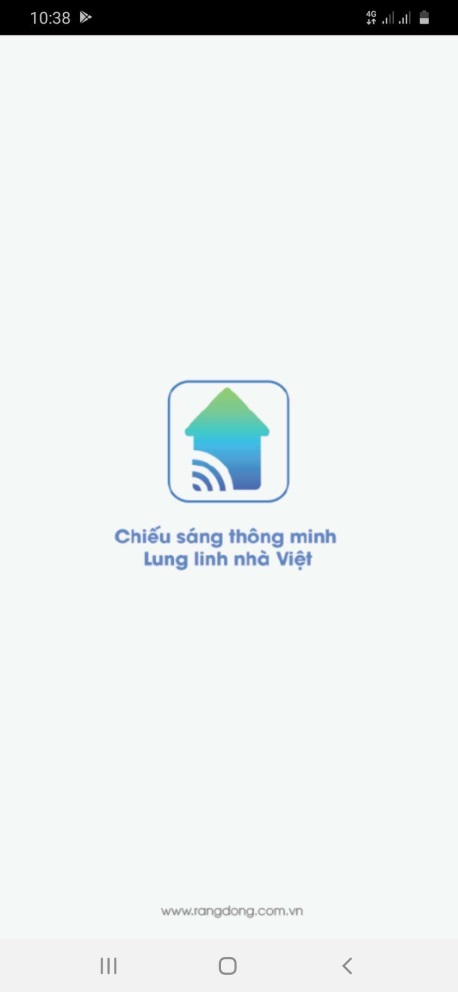 10:38
4G
Chiếu sáng thông minh
Lung linh nhà Việt
www.rangdong.com.vn